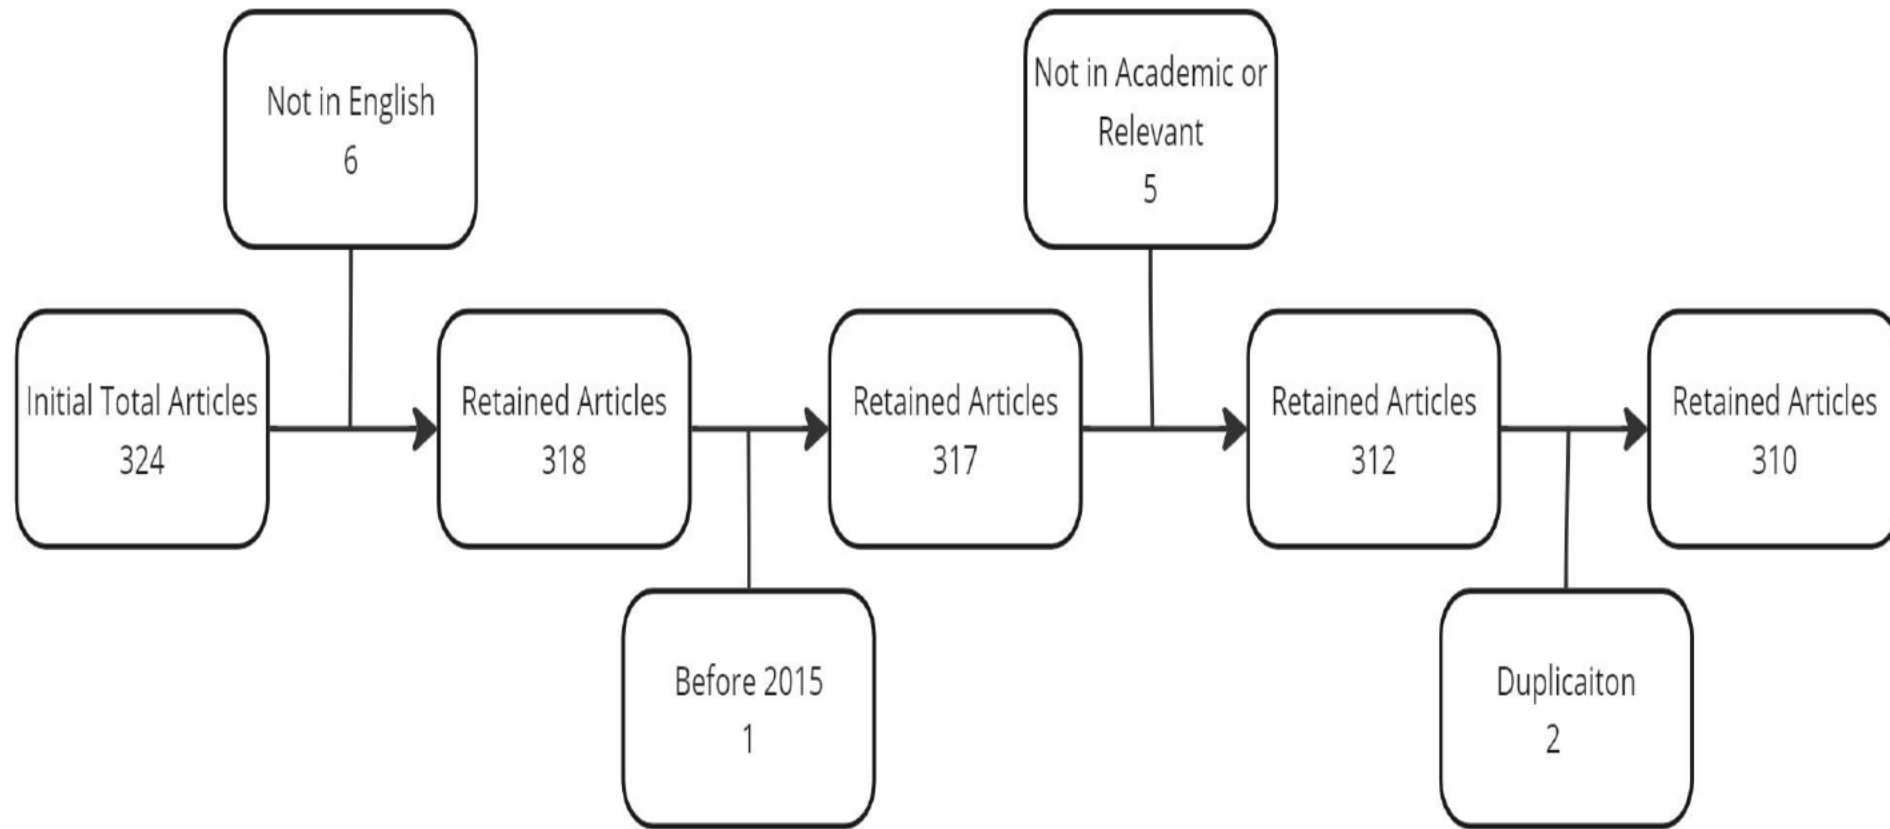 Not in English
6
Not in Academic or
Relevant
5
Initial Total Articles
324
Retained Articles
318
Retained Articles
317
Retained Articles
312
Retained Articles
310
Before 2015
1
Duplicaiton
2